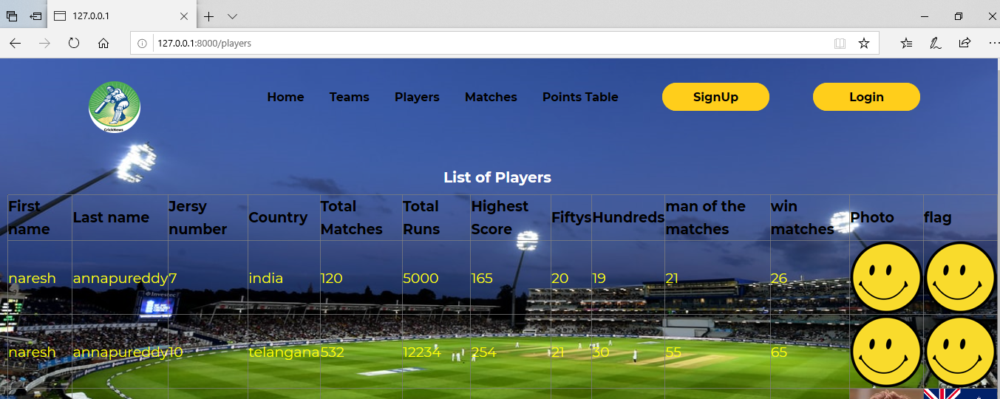 127.0.0.1
127.0.0.1:8000/players
CrickNews
Home Teams Players Matches Points Table SignUp Login
List of Players
First name Last name Jersy number Country Total Matches Total Runs Highest Score Fiftys Hundreds man of the matches win matches Photo flag
Investec
naresh annapureddy 7 india 120 5000 165 20 19 21 26
naresh annapureddy 10 telangana 532 12234 254 21 30 55 65